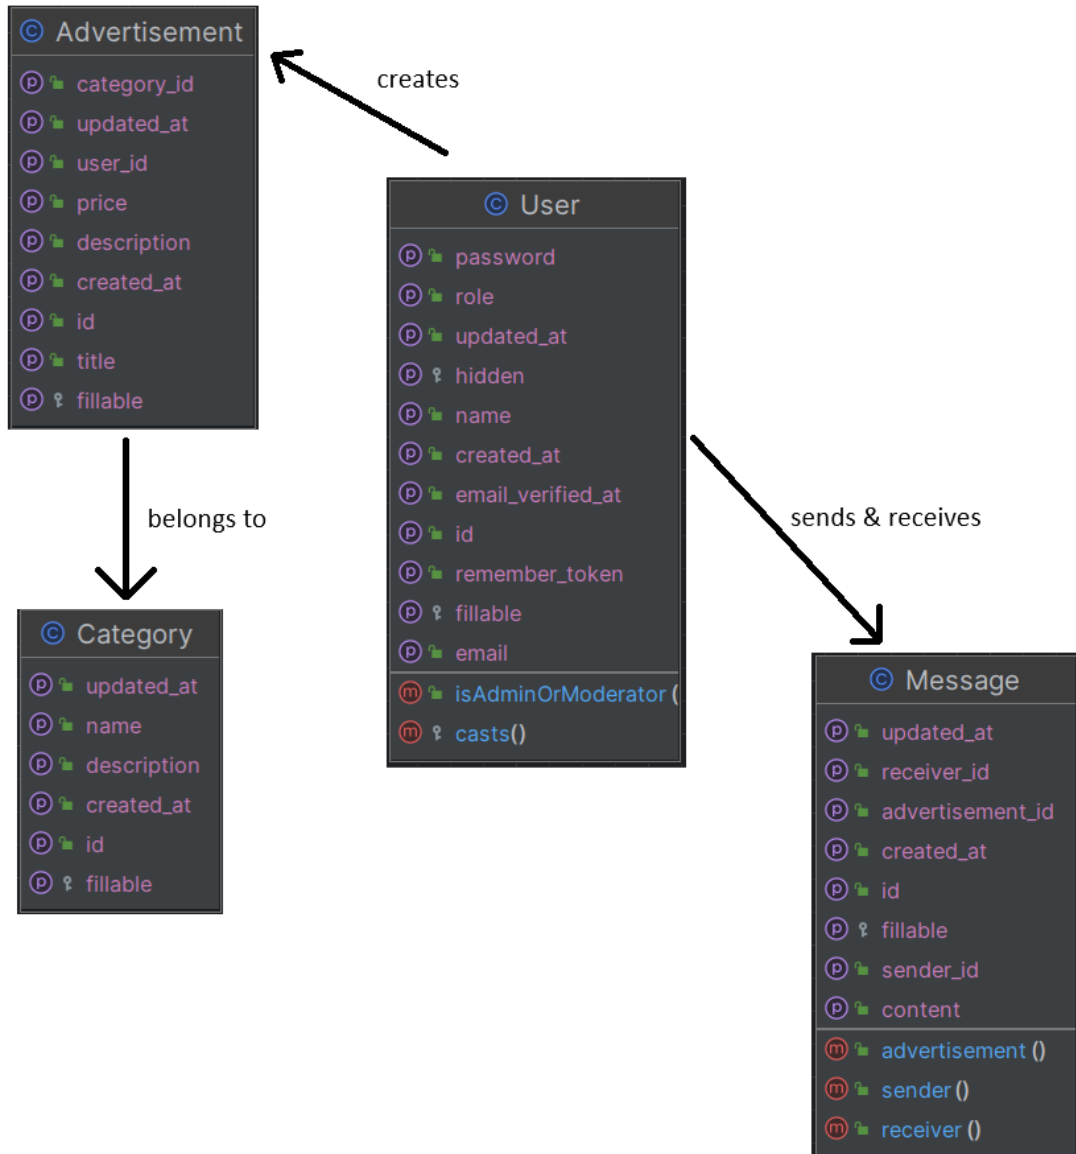 Advertisement
category_id
updated_at
user_id
price
description
created_at
id
title
fillable
creates
User
password
role
updated_at
hidden
name
created_at
email_verified_at
id
remember_token
fillable
email
isAdminOrModerator (
casts()
belongs to
sends & receives
Category
updated_at
name
description
created_at
id
fillable
Message
updated_at
receiver_id
advertisement_id
created_at
id
fillable
sender_id
content
advertisement ()
sender ()
receiver ()